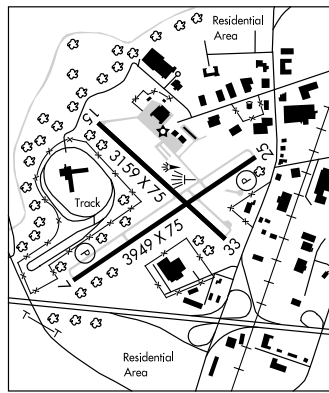 Residential
Area
15
3159 X 75
25
P
Track
P
3949 X 75
33
7
Residential
Area